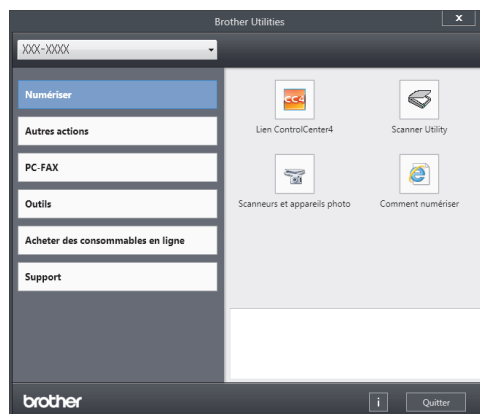 Brother Utilities
X
XXX-XXXX
Numériser
Autres actions
PC-FAX
Outils
Acheter des consommables en ligne
Support
CC4
Lien ControlCenter4
Scanner Utility
Scanneurs et appareils photo
Comment numériser
brother
i
Quitter